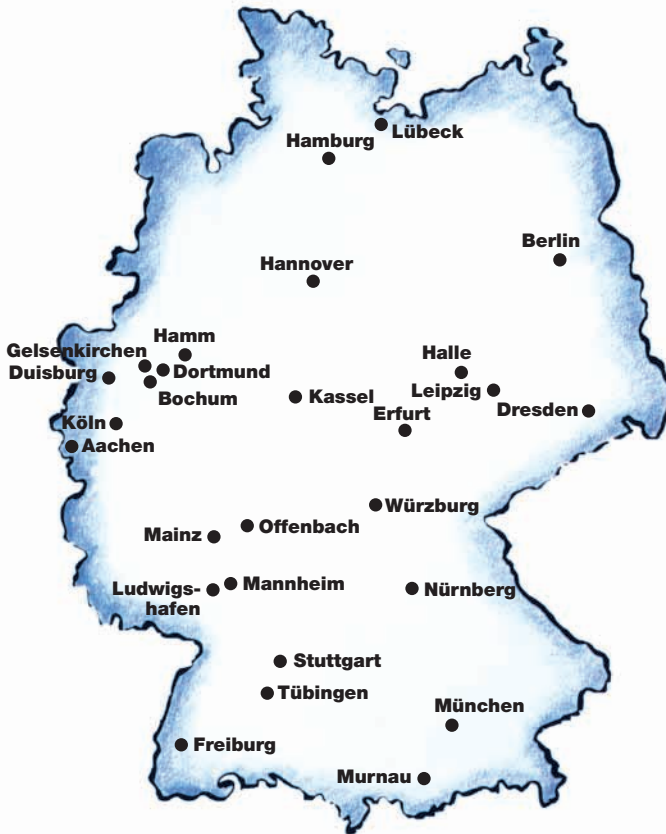 Lübeck
Hamburg
Berlin
Hannover
Hamm
Gelsenkirchen
Dortmund
Duisburg
Bochum
Halle
Leipzig
Kassel
Dresden
Erfurt
Köln
Aachen
Würzburg
Offenbach
Mainz
Mannheim
Ludwigs-
hafen
Nürnberg
Stuttgart
Tübingen
München
Freiburg
Murnau